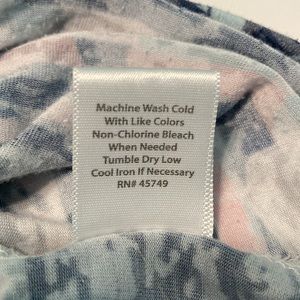 Machine Wash Cold
With Like Colors
Non-Chlorine Bleach
When Needed
Tumble Dry Low
Cool Iron If Necessary
RN# 45749